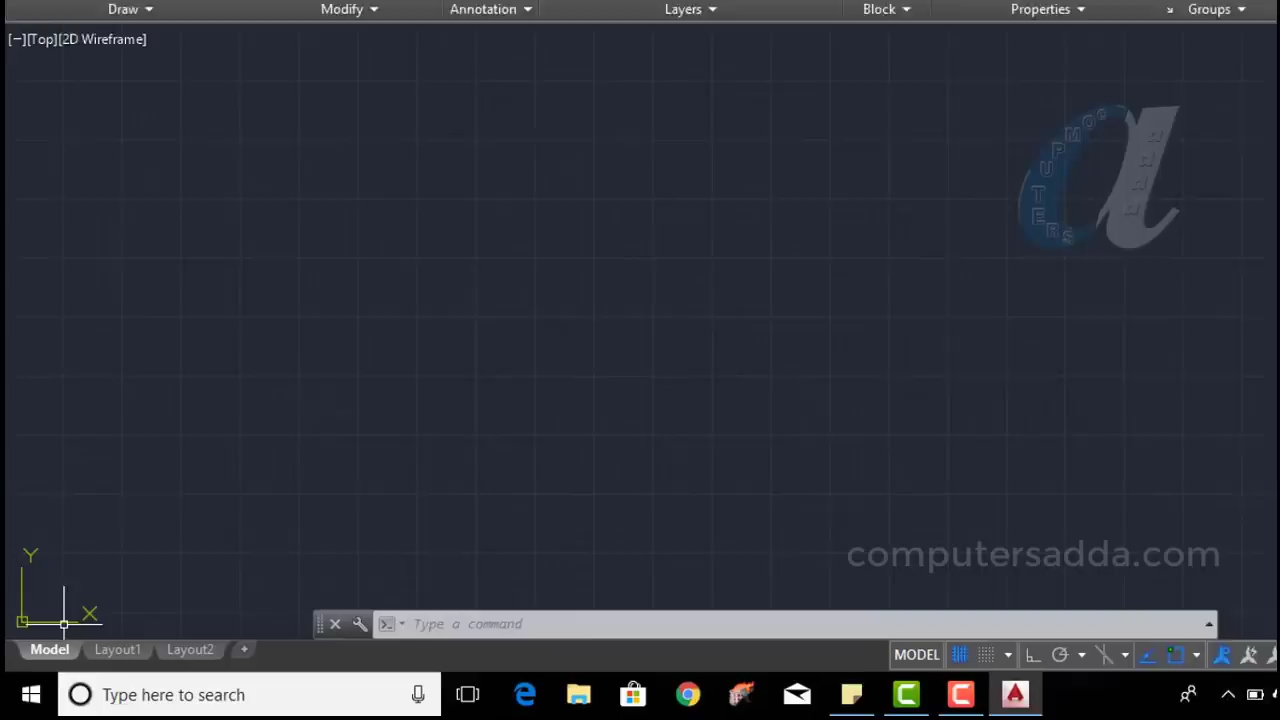 Draw Modify Annotation Layers Block Properties Groups
[−][Top][2D Wireframe]
COMPUTERS adda
computersadda.com
Y
X
Type a command
Model Layout1 Layout2 + MODEL
Type here to search